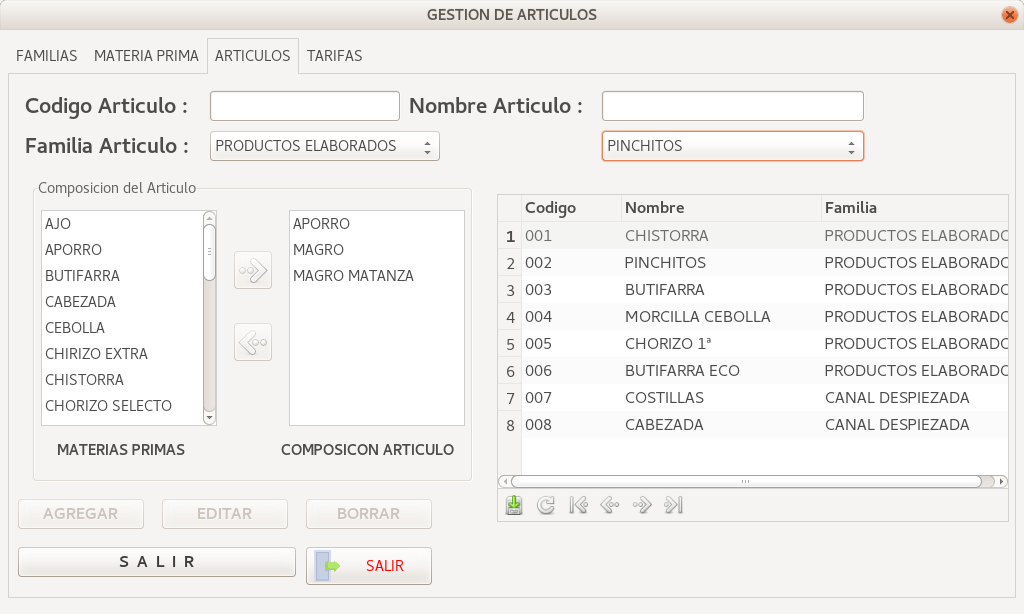 GESTION DE ARTICULOS
FAMILIAS MATERIA PRIMA ARTICULOS TARIFAS
Codigo Articulo : Nombre Articulo :
Familia Articulo : PRODUCTOS ELABORADOS PINCHITOS
Composicion del Articulo
AJO
APORRO
BUTIFARRA
CABEZADA
CEBOLLA
CHIRIZO EXTRA
CHISTORRA
CHORIZO SELECTO
MATERIAS PRIMAS
APORRO
MAGRO
MAGRO MATANZA
COMPOSICON ARTICULO
Codigo Nombre Familia
1 001 CHISTORRA PRODUCTOS ELABORADO
2 002 PINCHITOS PRODUCTOS ELABORADO
3 003 BUTIFARRA PRODUCTOS ELABORADO
4 004 MORCILLA CEBOLLA PRODUCTOS ELABORADO
5 005 CHORIZO 1ª PRODUCTOS ELABORADO
6 006 BUTIFARRA ECO PRODUCTOS ELABORADO
7 007 COSTILLAS CANAL DESPIEZADA
8 008 CABEZADA CANAL DESPIEZADA
AGREGAR EDITAR BORRAR
S A L I R SALIR